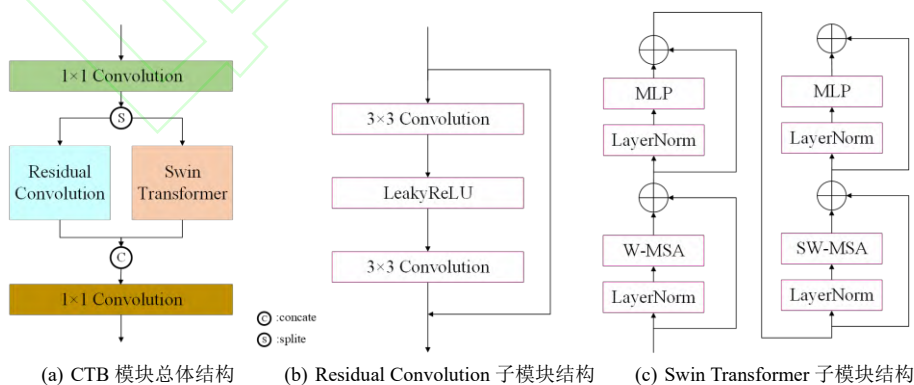 1×1 Convolution
S
Residual
Convolution
Swin
Transformer
C
1×1 Convolution
3×3 Convolution
LeakyReLU
3×3 Convolution
C :concate
S :splite
MLP
LayerNorm
W-MSA
LayerNorm
MLP
LayerNorm
SW-MSA
LayerNorm
(a) CTB 模块总体结构
(b) Residual Convolution 子模块结构
(c) Swin Transformer 子模块结构